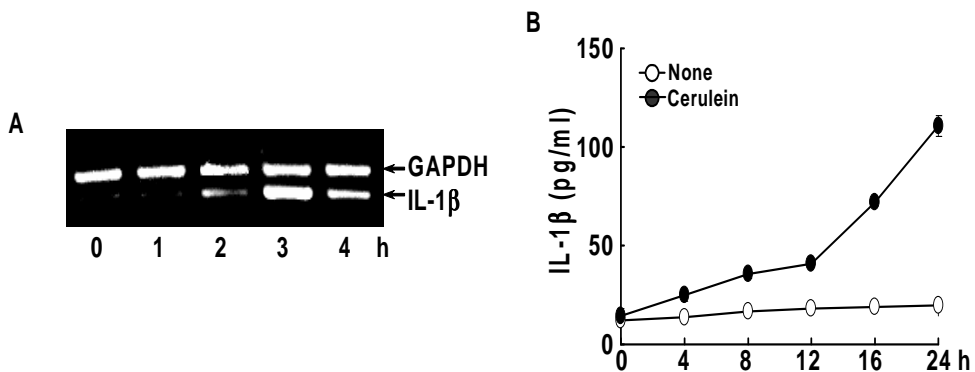 A
GAPDH
IL-1β
0 1 2 3 4 h
B
IL-1β (pg/ml)
150
100
50
0
None
Cerulein
0 4 8 12 16 24 h